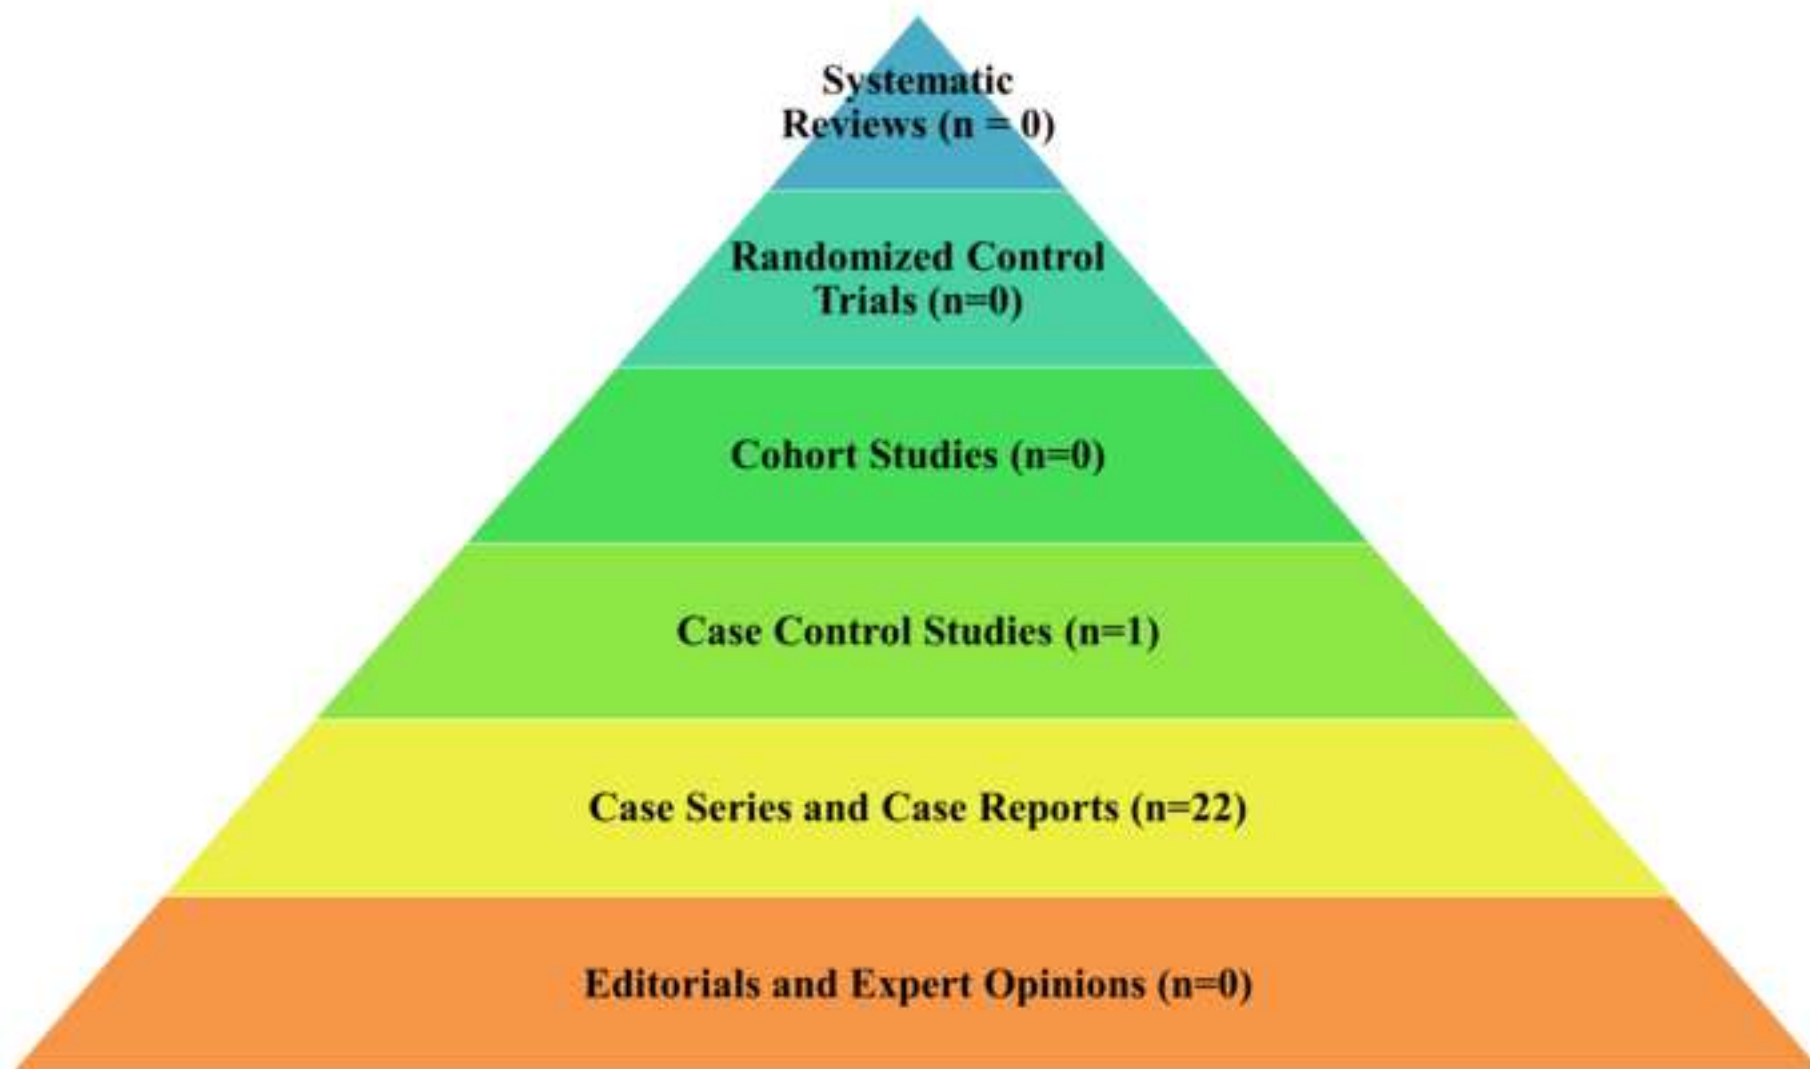 Systematic
Reviews (n = 0)
Randomized Control
Trials (n=0)
Cohort Studies (n=0)
Case Control Studies (n=1)
Case Series and Case Reports (n=22)
Editorials and Expert Opinions (n=0)